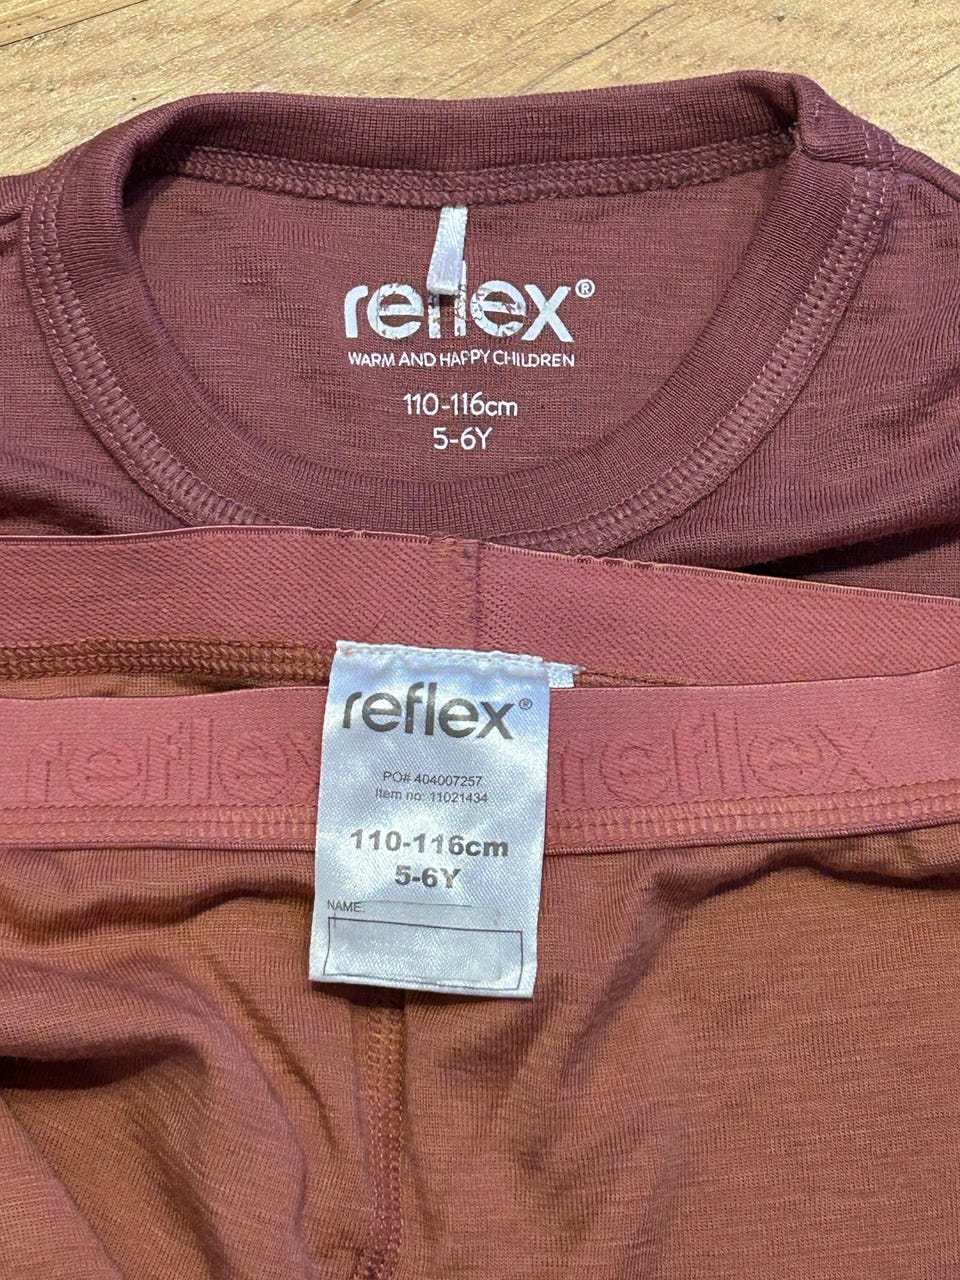 reflex®
WARM AND HAPPY CHILDREN
110-116cm
5-6Y
reflex®
PO# 404007257
Item no: 11021434
110-116cm
5-6Y
NAME:
reflex
reflex